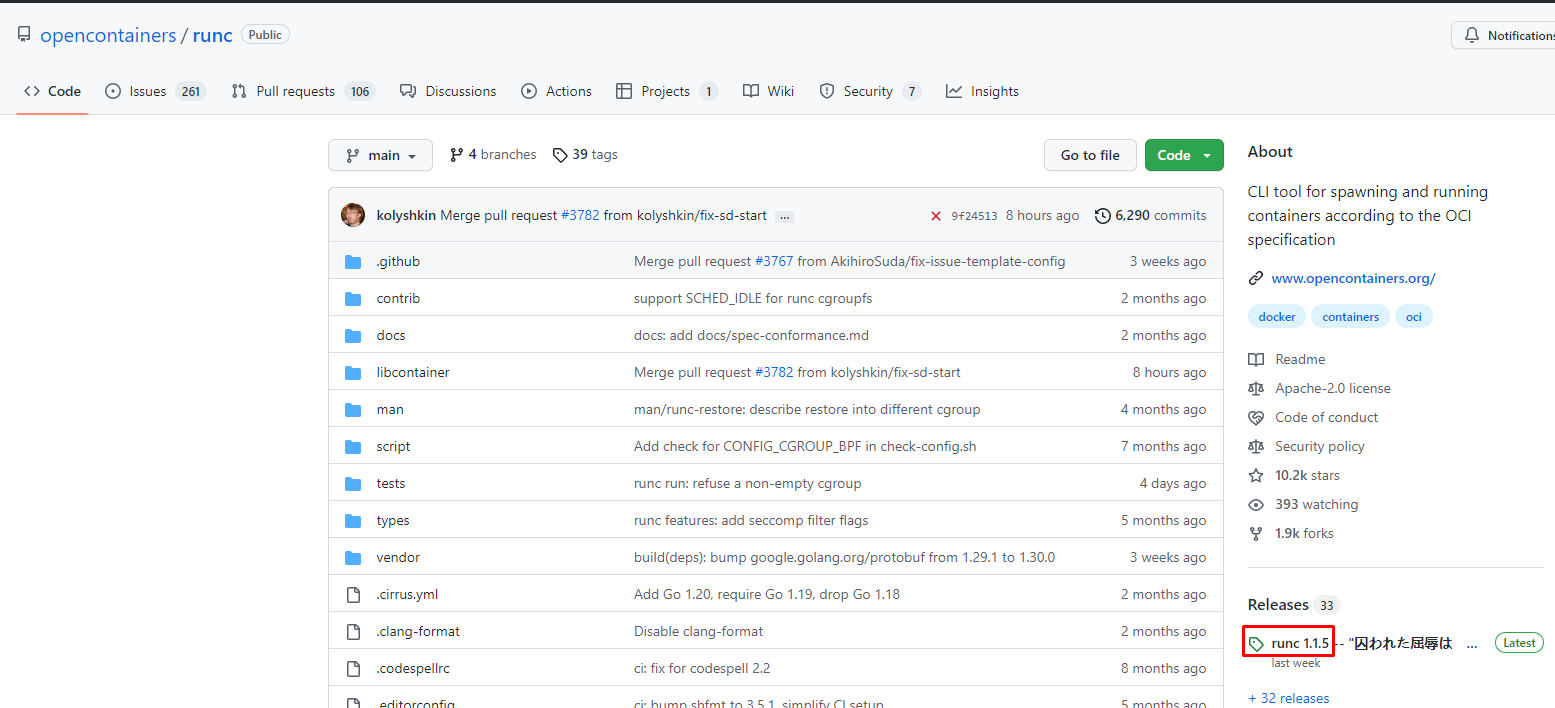 opencontainers / runc Public
Notifications
Code Issues 261 Pull requests 106 Discussions Actions Projects 1 Wiki Security 7 Insights
main 4 branches 39 tags Go to file Code
kolyshkin Merge pull request #3782 from kolyshkin/fix-sd-start ... 9f24513 8 hours ago 6,290 commits
.github Merge pull request #3767 from AkihiroSuda/fix-issue-template-config 3 weeks ago
contrib support SCHED_IDLE for runc cgroupfs 2 months ago
docs docs: add docs/spec-conformance.md 2 months ago
libcontainer Merge pull request #3782 from kolyshkin/fix-sd-start 8 hours ago
man man/runc-restore: describe restore into different cgroup 4 months ago
script Add check for CONFIG_CGROUP_BPF in check-config.sh 7 months ago
tests runc run: refuse a non-empty cgroup 4 days ago
types runc features: add seccomp filter flags 5 months ago
vendor build(deps): bump google.golang.org/protobuf from 1.29.1 to 1.30.0 3 weeks ago
.cirrus.yml Add Go 1.20, require Go 1.19, drop Go 1.18 2 months ago
.clang-format Disable clang-format 2 months ago
.codespellrc ci: fix for codespell 2.2 8 months ago
.editorconfig ci: bump shfmt to 3.5.1, simplify CI setup 5 months ago
About
CLI tool for spawning and running
containers according to the OCI
specification
www.opencontainers.org/
docker containers oci
Readme
Apache-2.0 license
Code of conduct
Security policy
10.2k stars
393 watching
1.9k forks
Releases 33
runc 1.1.5 -- "囚われた屈辱は ... Latest
last week
+ 32 releases